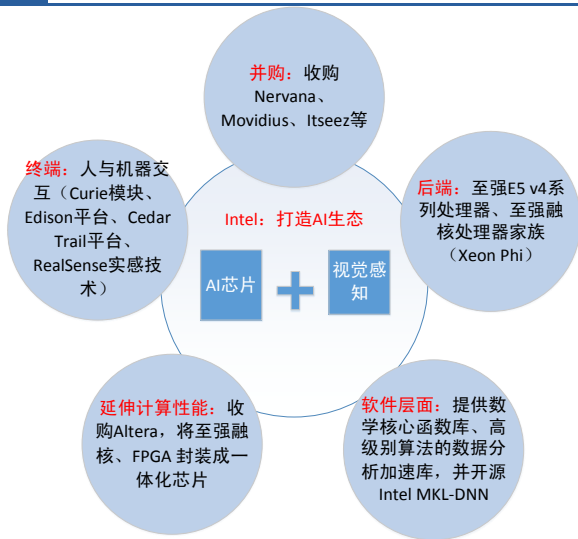 并购：收购
Nervana、
Movidius、Itseez等
终端：人与机器交
互（Curie模块、
Edison平台、Cedar
Trail平台、
RealSense实感技
术）
Intel：打造AI生态
AI芯片
视觉感
知
后端：至强E5 v4系
列处理器、至强融
核处理器家族
（Xeon Phi）
延伸计算性能：收
购Altera，将至强融
核、FPGA 封装成一
体化芯片
软件层面：提供数
学核心函数库、高
级别算法的数据分
析加速库，并开源
Intel MKL-DNN